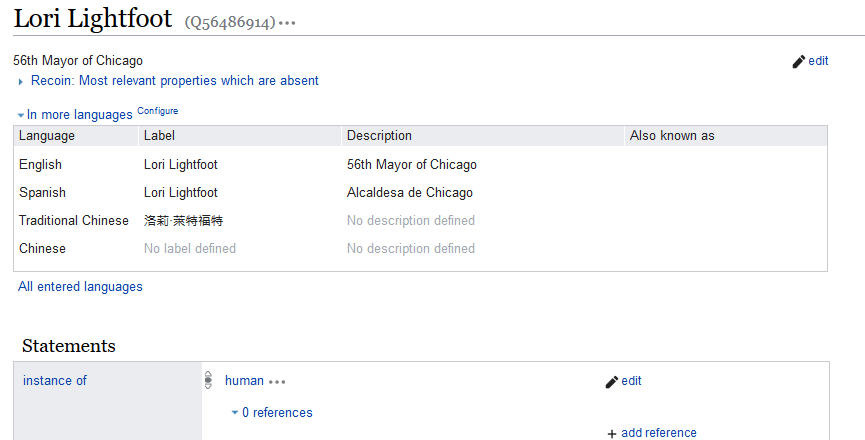 Lori Lightfoot (Q56486914)
56th Mayor of Chicago edit
Recoin: Most relevant properties which are absent
In more languages Configure
Language Label Description Also known as
English Lori Lightfoot 56th Mayor of Chicago
Spanish Lori Lightfoot Alcaldesa de Chicago
Traditional Chinese 洛莉·萊特福特 No description defined
Chinese No label defined No description defined
All entered languages
Statements
instance of human edit
0 references
+ add reference